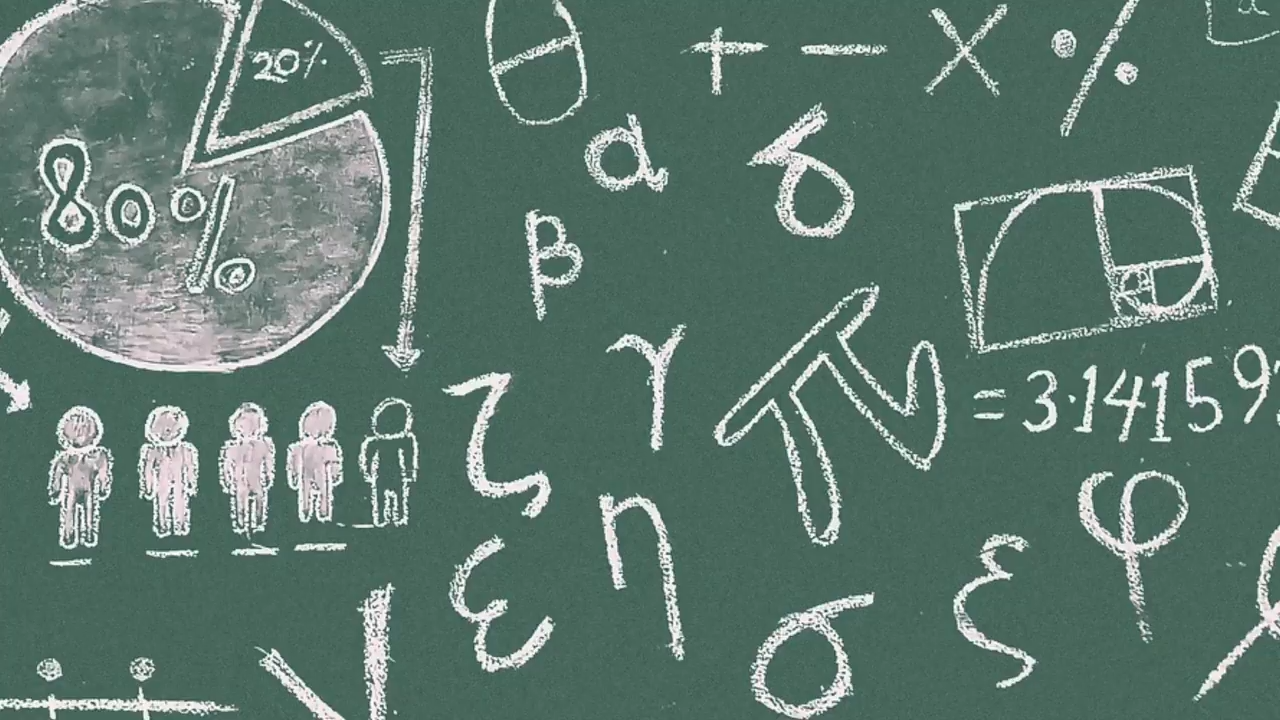 20%
80%
θ
+ − × %
α
δ
β
γ
π = 3·14159
ζ
η
φ
ε
σ
ξ